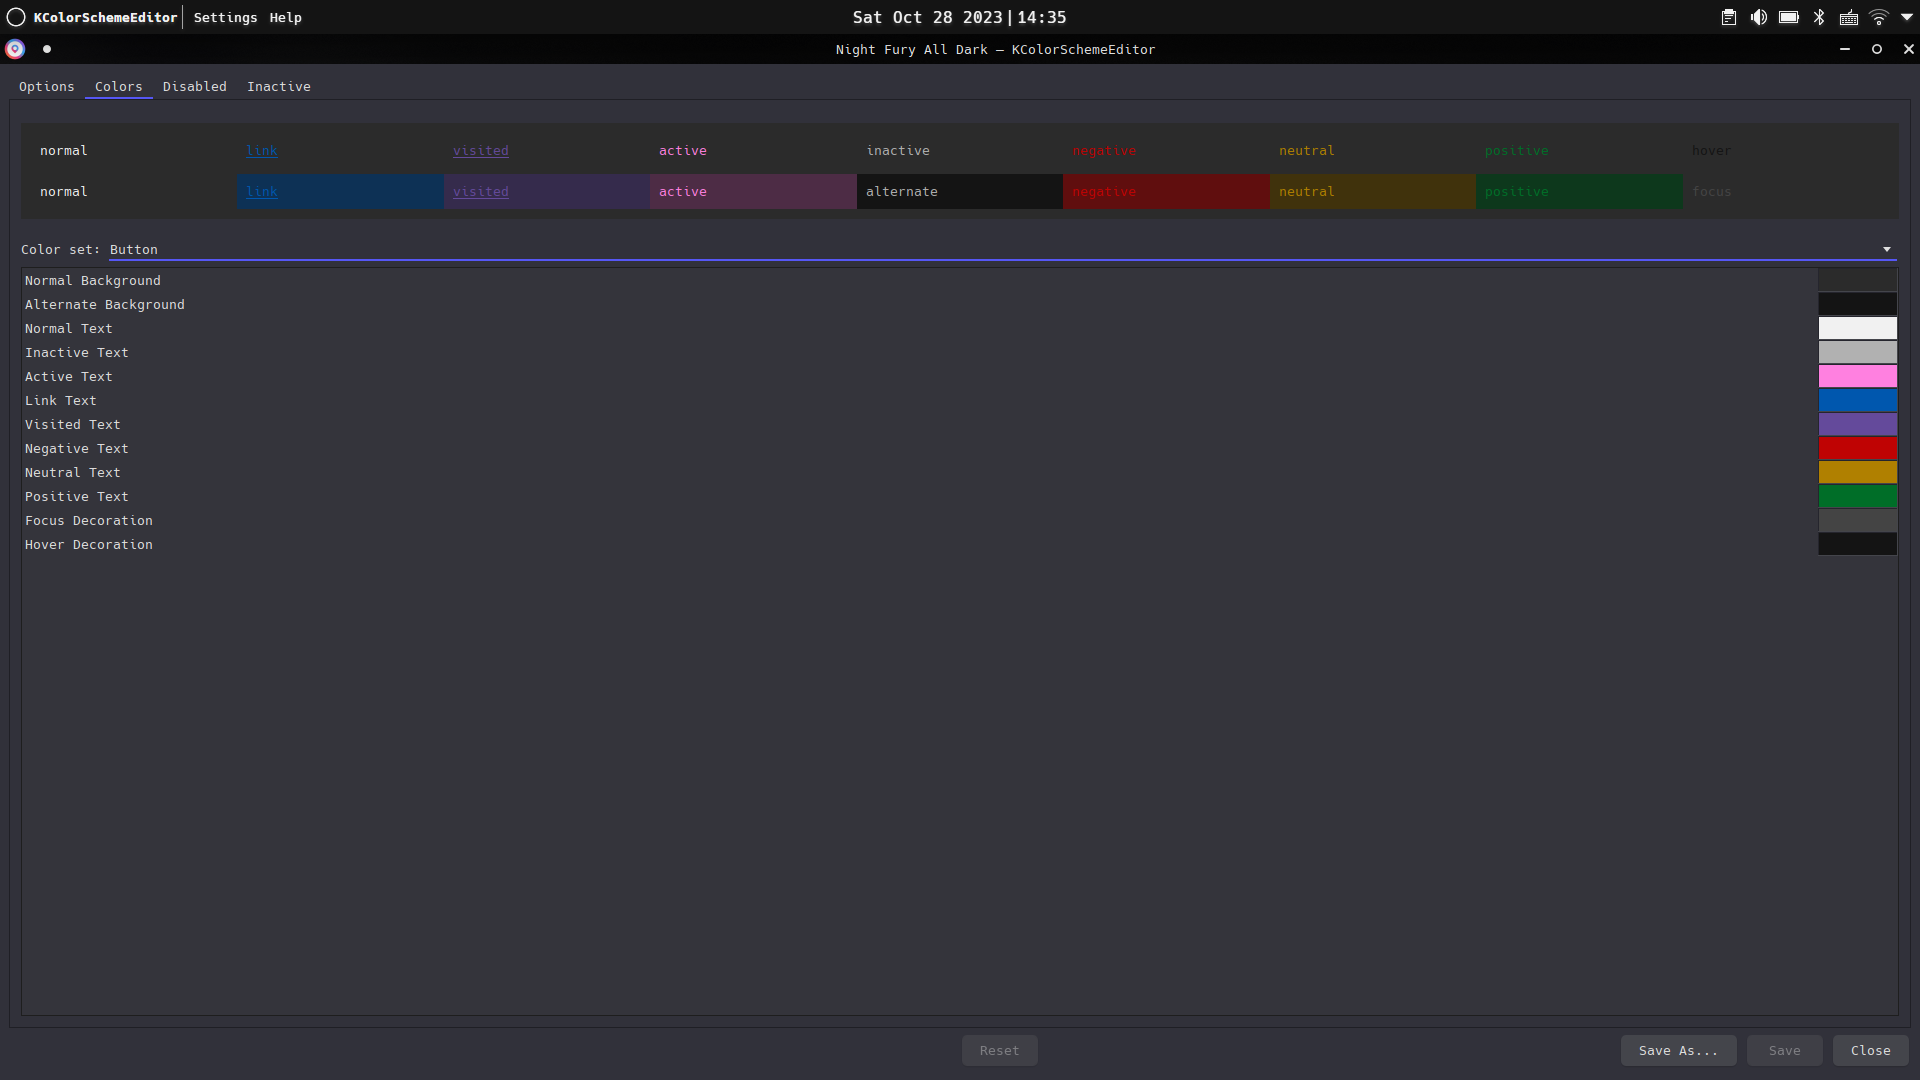 KColorSchemeEditor Settings Help Sat Oct 28 2023|14:35
Night Fury All Dark — KColorSchemeEditor
Options Colors Disabled Inactive
normal link visited active inactive negative neutral positive hover
normal link visited active alternate negative neutral positive focus
Color set: Button
Normal Background
Alternate Background
Normal Text
Inactive Text
Active Text
Link Text
Visited Text
Negative Text
Neutral Text
Positive Text
Focus Decoration
Hover Decoration
Reset Save As... Save Close